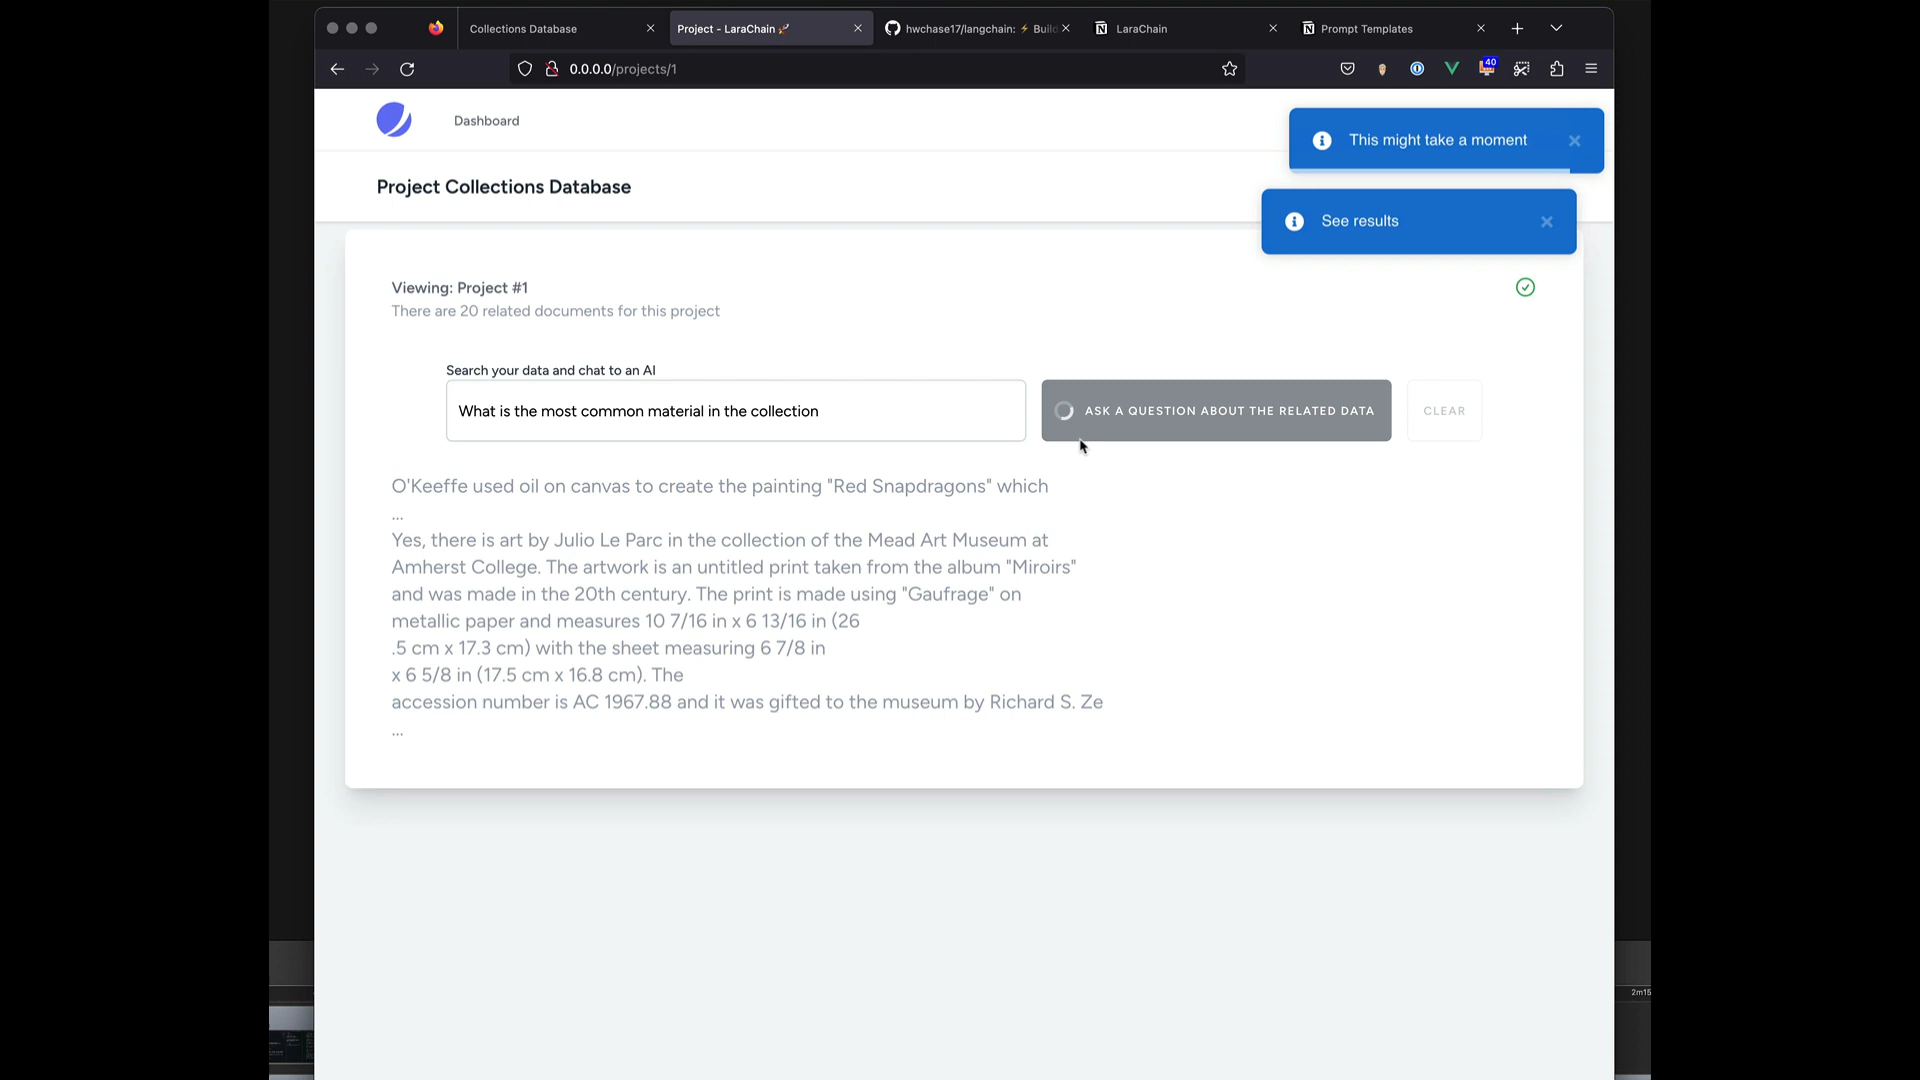 Collections Database
Project - LaraChain 🚀
hwchase17/langchain: ⚡ Build
LaraChain
Prompt Templates
0.0.0.0/projects/1
40
Dashboard
This might take a moment
Project Collections Database
See results
Viewing: Project #1
There are 20 related documents for this project
Search your data and chat to an AI
What is the most common material in the collection
ASK A QUESTION ABOUT THE RELATED DATA
CLEAR
O'Keeffe used oil on canvas to create the painting "Red Snapdragons" which
...
Yes, there is art by Julio Le Parc in the collection of the Mead Art Museum at
Amherst College. The artwork is an untitled print taken from the album "Miroirs"
and was made in the 20th century. The print is made using "Gaufrage" on
metallic paper and measures 10 7/16 in x 6 13/16 in (26
.5 cm x 17.3 cm) with the sheet measuring 6 7/8 in
x 6 5/8 in (17.5 cm x 16.8 cm). The
accession number is AC 1967.88 and it was gifted to the museum by Richard S. Ze
...
2m15